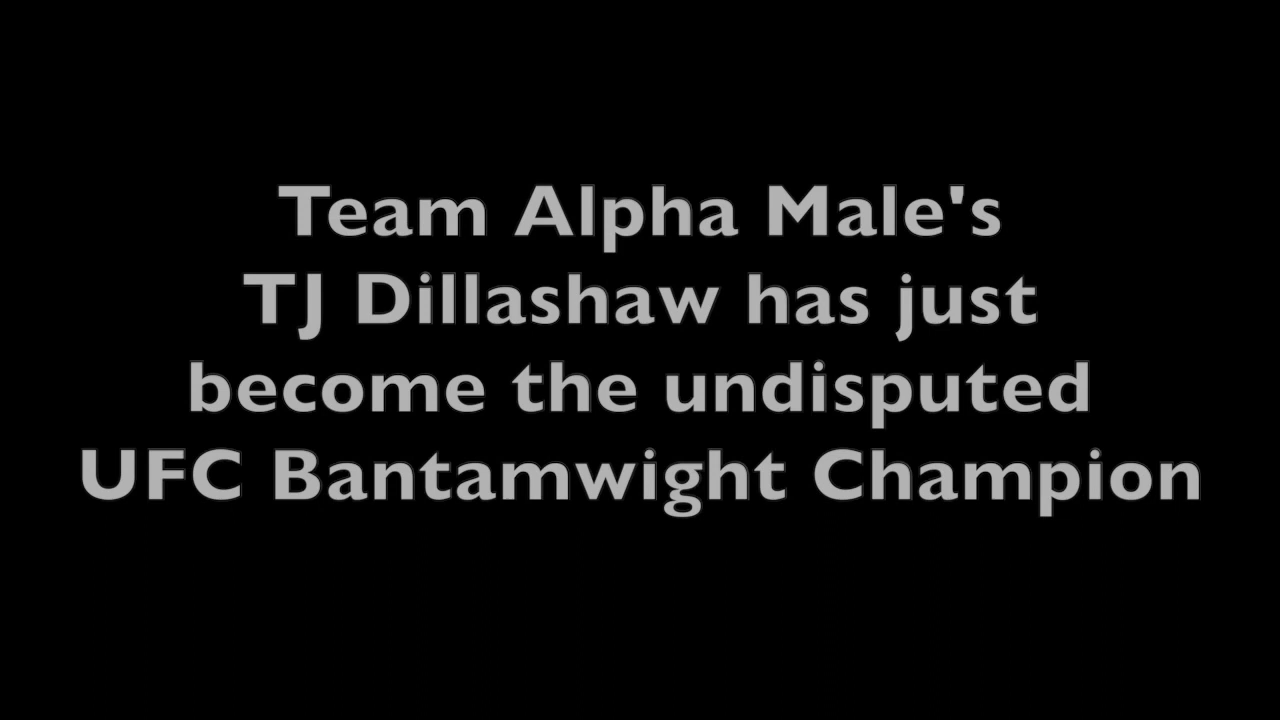 Team Alpha Male's
TJ Dillashaw has just
become the undisputed
UFC Bantamwight Champion